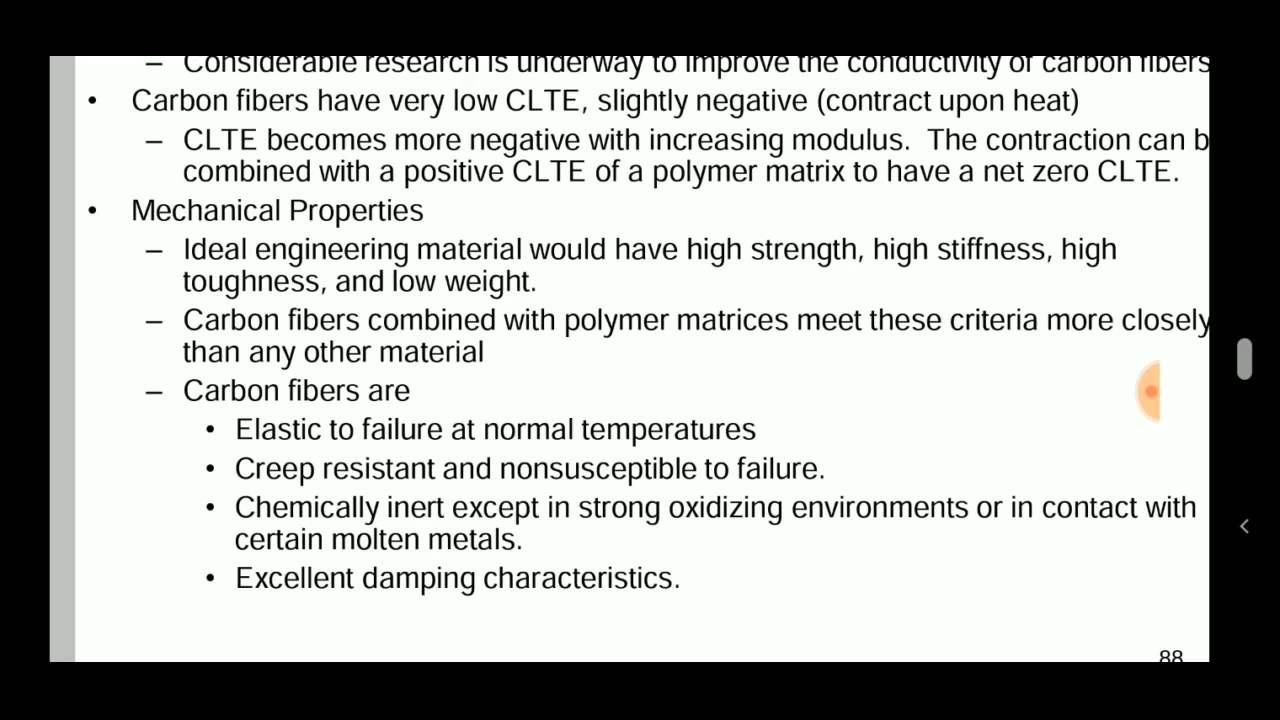 – Considerable research is underway to improve the conductivity of carbon fibers
• Carbon fibers have very low CLTE, slightly negative (contract upon heat)
– CLTE becomes more negative with increasing modulus. The contraction can b
combined with a positive CLTE of a polymer matrix to have a net zero CLTE.
• Mechanical Properties
– Ideal engineering material would have high strength, high stiffness, high
toughness, and low weight.
– Carbon fibers combined with polymer matrices meet these criteria more closely
than any other material
– Carbon fibers are
• Elastic to failure at normal temperatures
• Creep resistant and nonsusceptible to failure.
• Chemically inert except in strong oxidizing environments or in contact with
certain molten metals.
• Excellent damping characteristics.
88